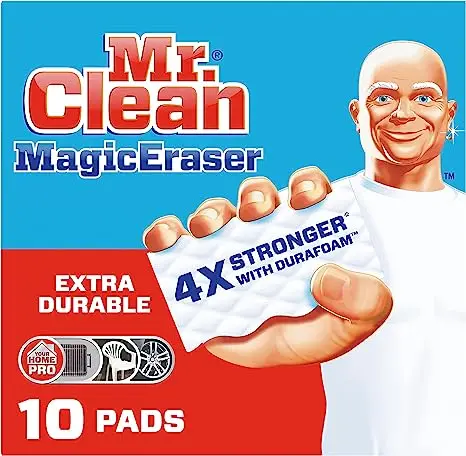 Mr.®
Clean
MagicEraser
™
4X STRONGER*
WITH DURAFOAM™
EXTRA
DURABLE
YOUR
HOME
PRO
10 PADS